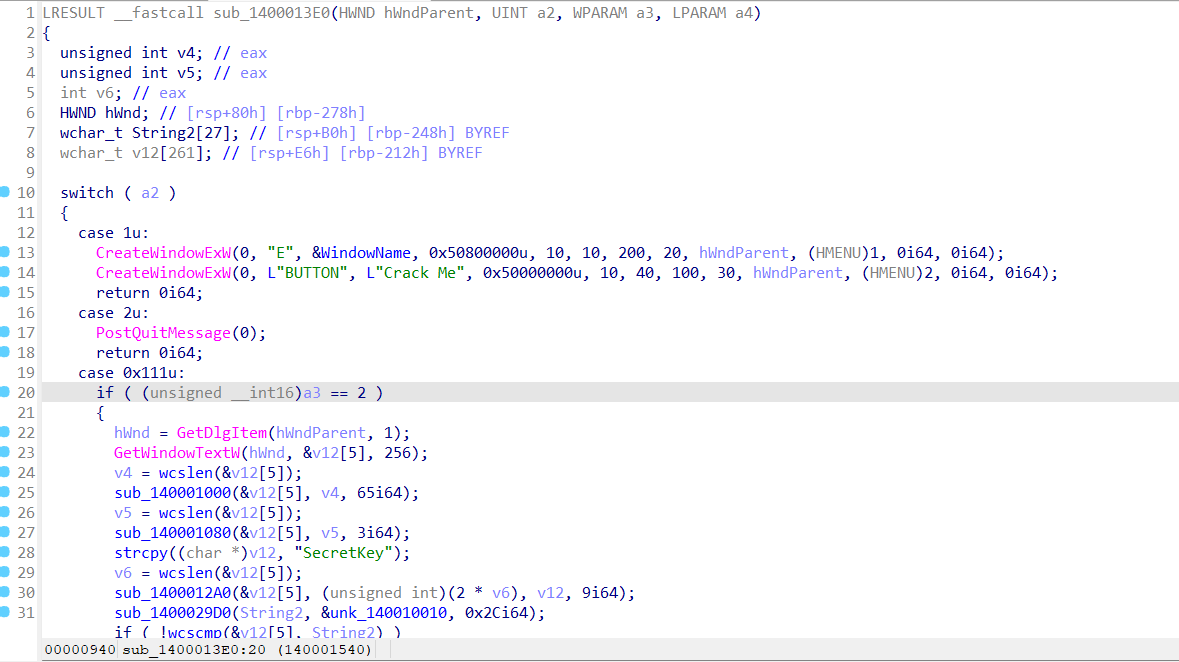 1 LRESULT __fastcall sub_1400013E0(HWND hWndParent, UINT a2, WPARAM a3, LPARAM a4)
2 {
3 unsigned int v4; // eax
4 unsigned int v5; // eax
5 int v6; // eax
6 HWND hWnd; // [rsp+80h] [rbp-278h]
7 wchar_t String2[27]; // [rsp+B0h] [rbp-248h] BYREF
8 wchar_t v12[261]; // [rsp+E6h] [rbp-212h] BYREF
9
10 switch ( a2 )
11 {
12 case 1u:
13 CreateWindowExW(0, "E", &WindowName, 0x50800000u, 10, 10, 200, 20, hWndParent, (HMENU)1, 0i64, 0i64);
14 CreateWindowExW(0, L"BUTTON", L"Crack Me", 0x50000000u, 10, 40, 100, 30, hWndParent, (HMENU)2, 0i64, 0i64);
15 return 0i64;
16 case 2u:
17 PostQuitMessage(0);
18 return 0i64;
19 case 0x111u:
20 if ( (unsigned __int16)a3 == 2 )
21 {
22 hWnd = GetDlgItem(hWndParent, 1);
23 GetWindowTextW(hWnd, &v12[5], 256);
24 v4 = wcslen(&v12[5]);
25 sub_140001000(&v12[5], v4, 65i64);
26 v5 = wcslen(&v12[5]);
27 sub_140001080(&v12[5], v5, 3i64);
28 strcpy((char *)v12, "SecretKey");
29 v6 = wcslen(&v12[5]);
30 sub_1400012A0(&v12[5], (unsigned int)(2 * v6), v12, 9i64);
31 sub_1400029D0(String2, &unk_140010010, 0x2Ci64);
if ( !wcscmp(&v12[5], String2) )
00000940 sub_1400013E0:20 (140001540)